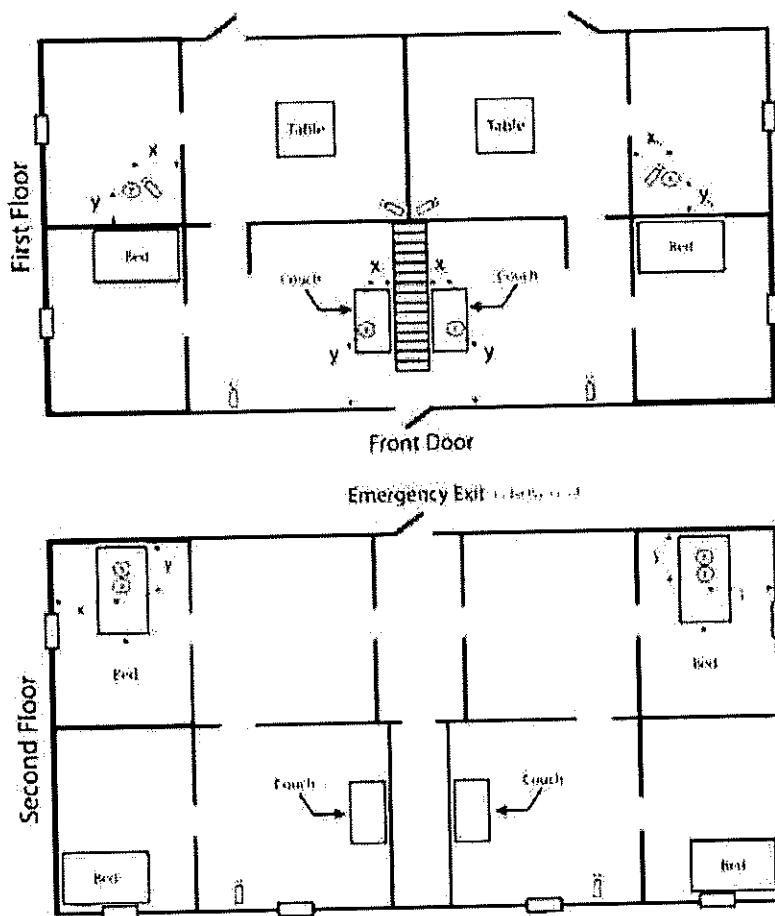 First Floor
x
Table
Table
x
y
y
Bed
Bed
Couch
x
x
Couch
y
y
Front Door
Emergency Exit
Second Floor
y
x
Bed
Bed
Couch
Couch
Bed
Bed